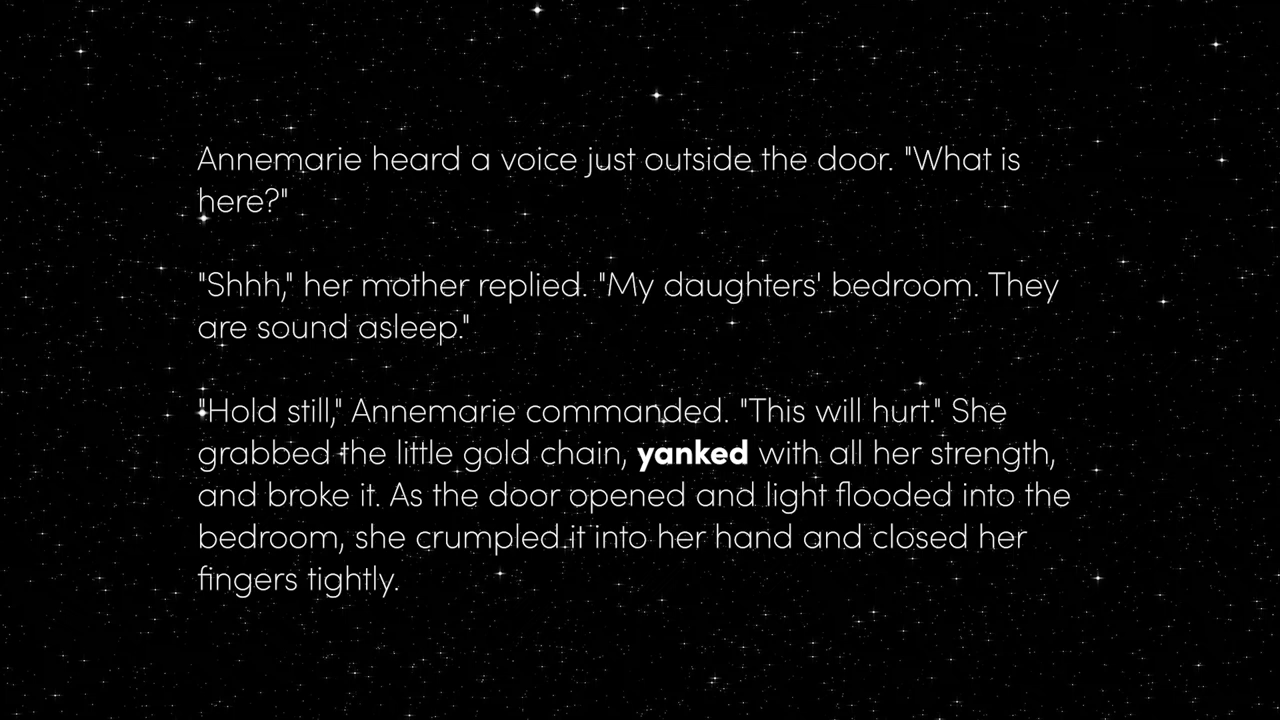 Annemarie heard a voice just outside the door. "What is
here?"
"Shhh," her mother replied. "My daughters' bedroom. They
are sound asleep."
"Hold still," Annemarie commanded. "This will hurt." She
grabbed the little gold chain, yanked with all her strength,
and broke it. As the door opened and light flooded into the
bedroom, she crumpled it into her hand and closed her
fingers tightly.